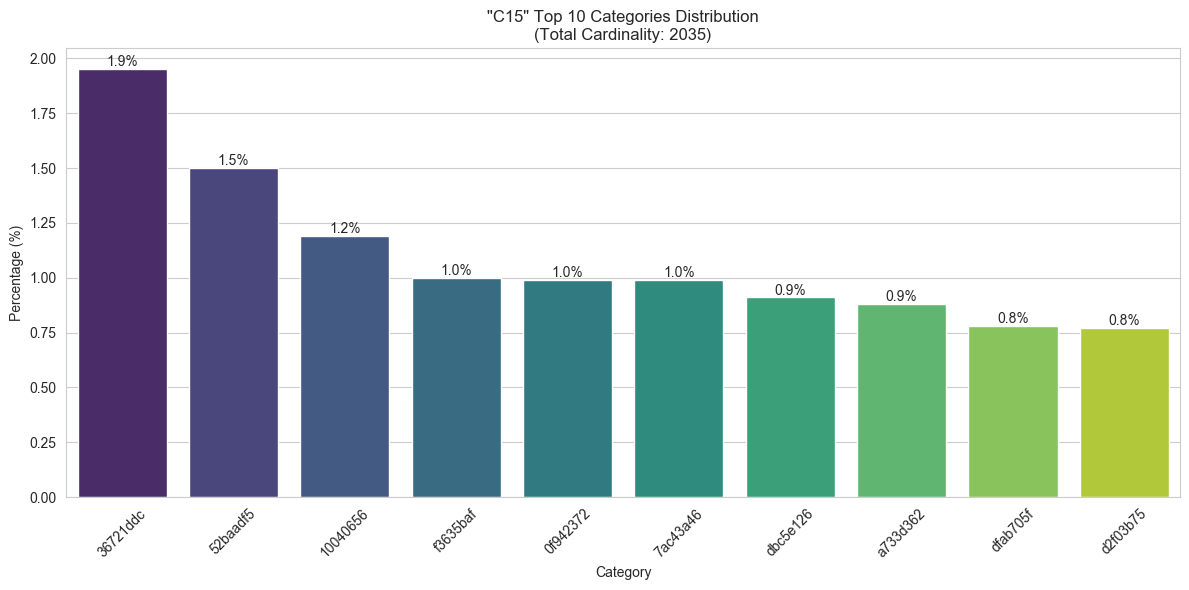 "C15" Top 10 Categories Distribution
(Total Cardinality: 2035)
Percentage (%)
2.00
1.75
1.50
1.25
1.00
0.75
0.50
0.25
0.00
1.9%
1.5%
1.2%
1.0%
1.0%
1.0%
0.9%
0.9%
0.8%
0.8%
36721ddc
52baadf5
10040656
f3635baf
0f942372
7ac43a46
dbc5e126
a733d362
dfab705f
d2f03b75
Category